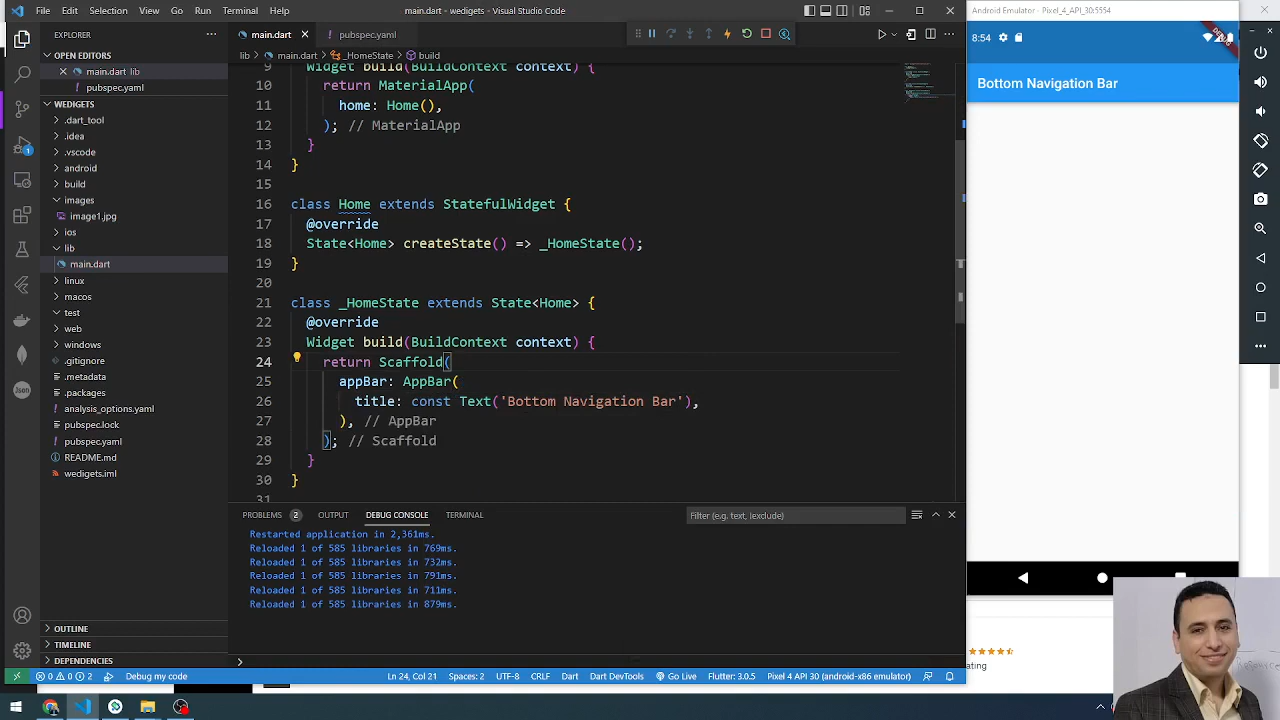 File Edit Selection View Go Run Terminal Help
main.dart - wedigets - Visual Studio Code
Android Emulator - Pixel_4_API_30:5554
EXPLORER
main.dart
pubspec.yaml
8:54
DEBUG
OPEN EDITORS
lib > main.dart > _HomeState > build
main.dart lib
pubspec.yaml
WEDIGETS
.dart_tool
.idea
.vscode
android
build
images
image1.jpg
ios
lib
main.dart
linux
macos
test
web
windows
.gitignore
.metadata
.packages
analysis_options.yaml
pubspec.lock
pubspec.yaml
README.md
wedigets.iml
OUTLINE
TIMELINE
DEPENDENCIES
1
Json
9 Widget build(BuildContext context) {
10 return MaterialApp(
11 home: Home(),
12 ); // MaterialApp
13 }
14 }
15
16 class Home extends StatefulWidget {
17 @override
18 State<Home> createState() => _HomeState();
19 }
20
21 class _HomeState extends State<Home> {
22 @override
23 Widget build(BuildContext context) {
24 return Scaffold(
25 appBar: AppBar(
26 title: const Text('Bottom Navigation Bar'),
27 ), // AppBar
28 ); // Scaffold
29 }
30 }
31
Bottom Navigation Bar
PROBLEMS 2 OUTPUT DEBUG CONSOLE TERMINAL
Filter (e.g. text, !exclude)
Restarted application in 2,361ms.
Reloaded 1 of 585 libraries in 769ms.
Reloaded 1 of 585 libraries in 732ms.
Reloaded 1 of 585 libraries in 791ms.
Reloaded 1 of 585 libraries in 711ms.
Reloaded 1 of 585 libraries in 879ms.
0 0 2 Debug my code
Ln 24, Col 21 Spaces: 2 UTF-8 CRLF Dart Dart DevTools Go Live Flutter: 3.0.5 Pixel 4 API 30 (android-x86 emulator)
ating